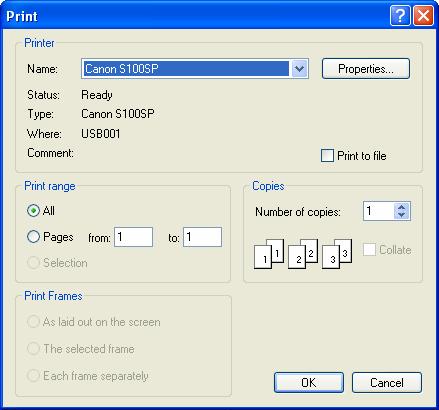 Print
Printer
Name: Canon S100SP Properties...
Status: Ready
Type: Canon S100SP
Where: USB001
Comment:
Print to file
Print range
All
Pages from: 1 to: 1
Selection
Copies
Number of copies: 1
1 1 2 2 3 3
Collate
Print Frames
As laid out on the screen
The selected frame
Each frame separately
OK Cancel